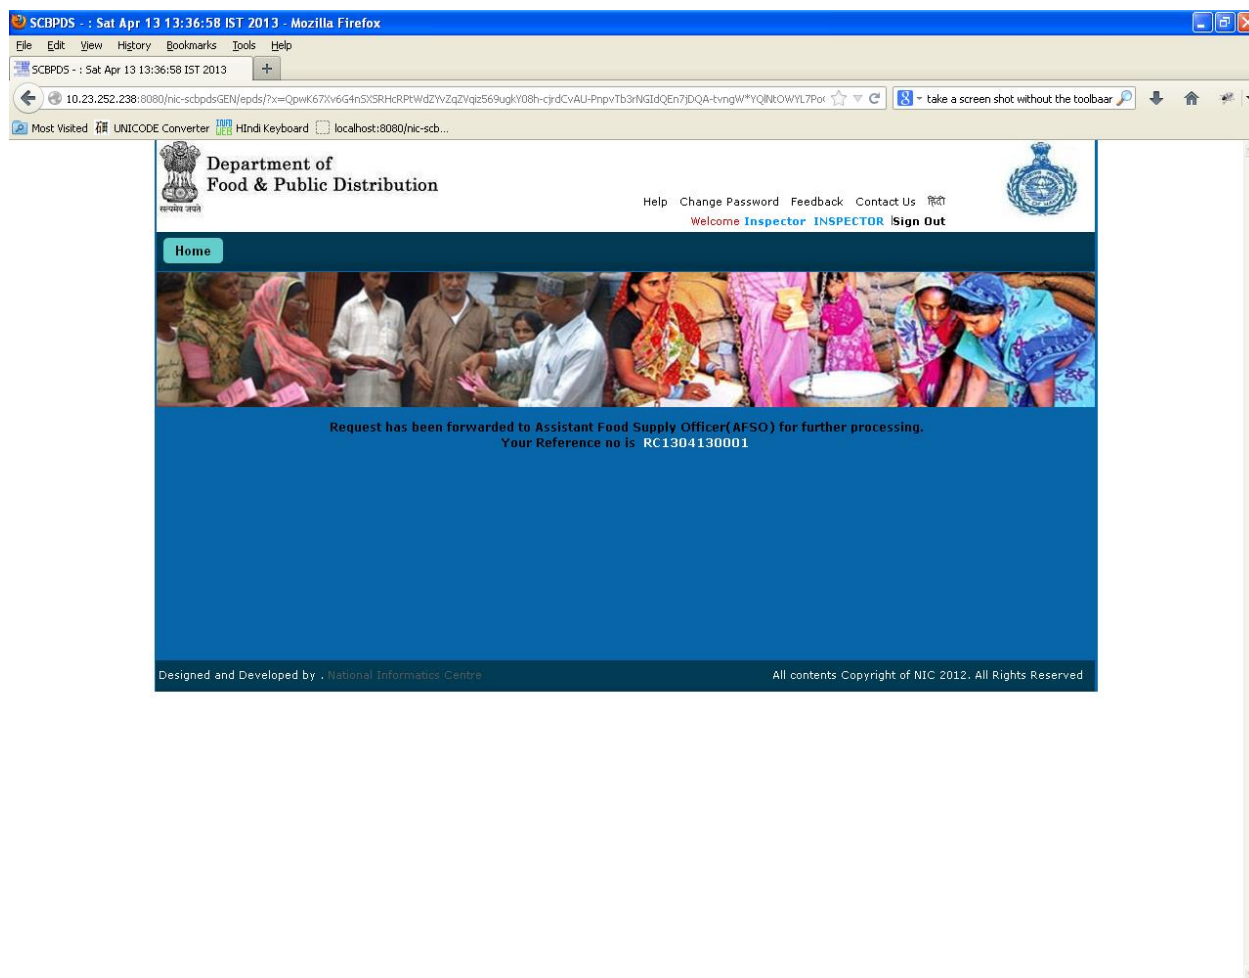 SCBPDS - : Sat Apr 13 13:36:58 IST 2013 - Mozilla Firefox
File Edit View History Bookmarks Tools Help
SCBPDS - : Sat Apr 13 13:36:58 IST 2013 +
take a screen shot without the toolbaar
Most Visited UNICODE Converter HIndi Keyboard localhost:8080/nic-scb...
Department of
Food & Public Distribution
सत्यमेव जयते
Help Change Password Feedback Contact Us हिंदी
Welcome Inspector INSPECTOR |Sign Out
Home
Request has been forwarded to Assistant Food Supply Officer(AFSO) for further processing.
Your Reference no is RC1304130001
Designed and Developed by . National Informatics Centre
All contents Copyright of NIC 2012. All Rights Reserved